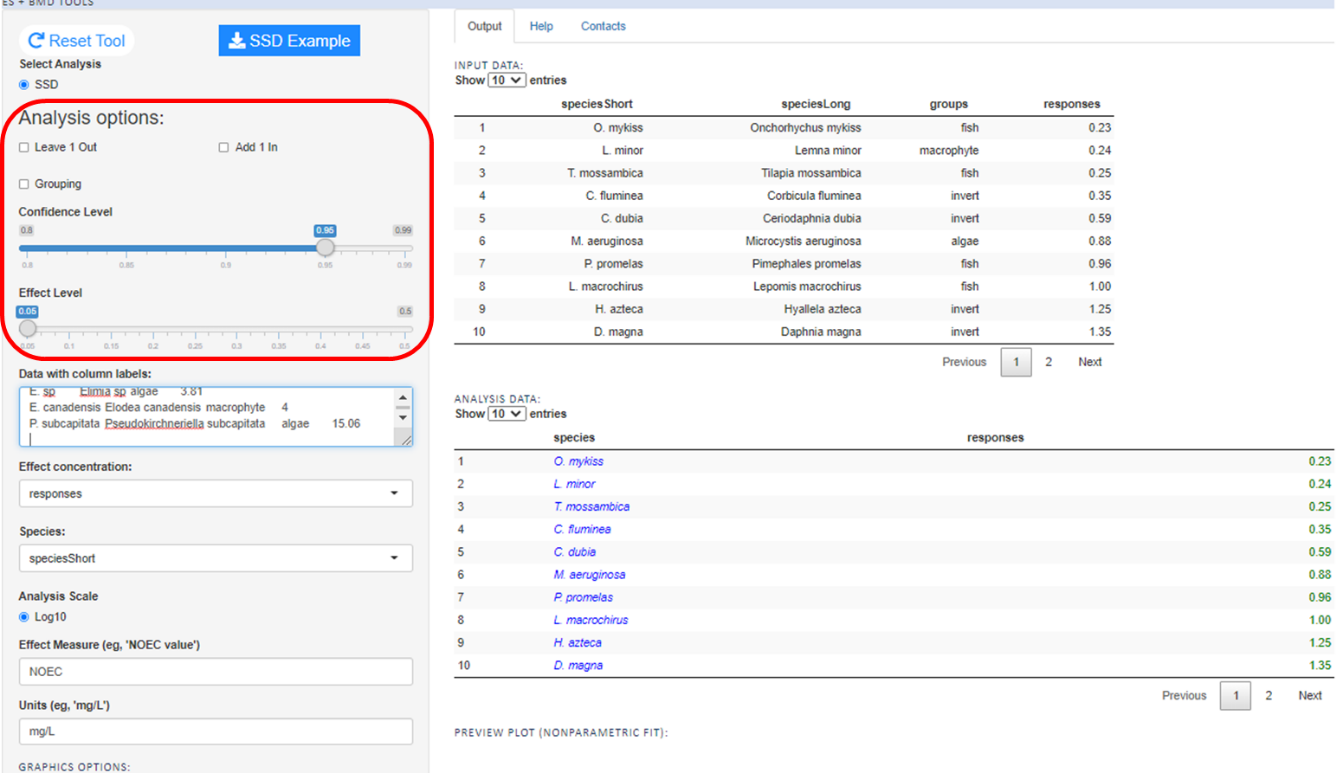 ES + BMD TOOLS
Reset Tool
SSD Example
Select Analysis
SSD
Analysis options:
Leave 1 Out Add 1 In
Grouping
Confidence Level
0.8 0.95 0.99
0.8 0.85 0.9 0.95 0.99
Effect Level
0.05 0.5
0.05 0.1 0.15 0.2 0.25 0.3 0.35 0.4 0.45 0.5
Data with column labels:
E. sp Elimia sp algae 3.81
E. canadensis Elodea canadensis macrophyte 4
P. subcapitata Pseudokirchneriella subcapitata algae 15.06
Effect concentration:
responses
Species:
speciesShort
Analysis Scale
Log10
Effect Measure (eg, 'NOEC value')
NOEC
Units (eg, 'mg/L')
mg/L
GRAPHICS OPTIONS:
Output Help Contacts
INPUT DATA:
Show 10 entries
speciesShort speciesLong groups responses
1 O. mykiss Onchorhychus mykiss fish 0.23
2 L. minor Lemna minor macrophyte 0.24
3 T. mossambica Tilapia mossambica fish 0.25
4 C. fluminea Corbicula fluminea invert 0.35
5 C. dubia Ceriodaphnia dubia invert 0.59
6 M. aeruginosa Microcystis aeruginosa algae 0.88
7 P. promelas Pimephales promelas fish 0.96
8 L. macrochirus Lepomis macrochirus fish 1.00
9 H. azteca Hyallela azteca invert 1.25
10 D. magna Daphnia magna invert 1.35
Previous 1 2 Next
ANALYSIS DATA:
Show 10 entries
species responses
1 O. mykiss 0.23
2 L. minor 0.24
3 T. mossambica 0.25
4 C. fluminea 0.35
5 C. dubia 0.59
6 M. aeruginosa 0.88
7 P. promelas 0.96
8 L. macrochirus 1.00
9 H. azteca 1.25
10 D. magna 1.35
Previous 1 2 Next
PREVIEW PLOT (NONPARAMETRIC FIT):